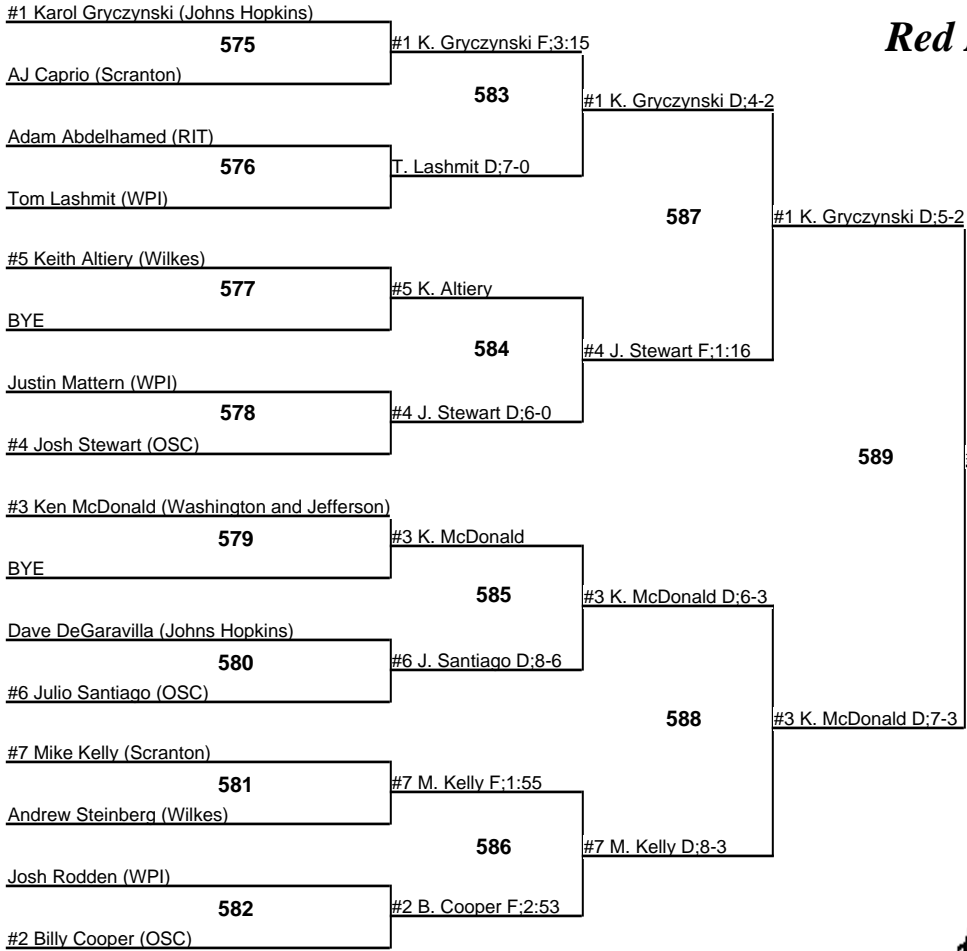 #1 Karol Gryczynski (Johns Hopkins)
575
AJ Caprio (Scranton)
Adam Abdelhamed (RIT)
576
Tom Lashmit (WPI)
#5 Keith Altiery (Wilkes)
577
BYE
Justin Mattern (WPI)
578
#4 Josh Stewart (OSC)
#3 Ken McDonald (Washington and Jefferson)
579
BYE
Dave DeGaravilla (Johns Hopkins)
580
#6 Julio Santiago (OSC)
#7 Mike Kelly (Scranton)
581
Andrew Steinberg (Wilkes)
Josh Rodden (WPI)
582
#2 Billy Cooper (OSC)
#1 K. Gryczynski F;3:15
583
T. Lashmit D;7-0
#5 K. Altiery
584
#4 J. Stewart D;6-0
#3 K. McDonald
585
#6 J. Santiago D;8-6
#7 M. Kelly F;1:55
586
#2 B. Cooper F;2:53
#1 K. Gryczynski D;4-2
587
#4 J. Stewart F;1:16
#3 K. McDonald D;6-3
588
#7 M. Kelly D;8-3
#1 K. Gryczynski D;5-2
589
#3 K. McDonald D;7-3
Red